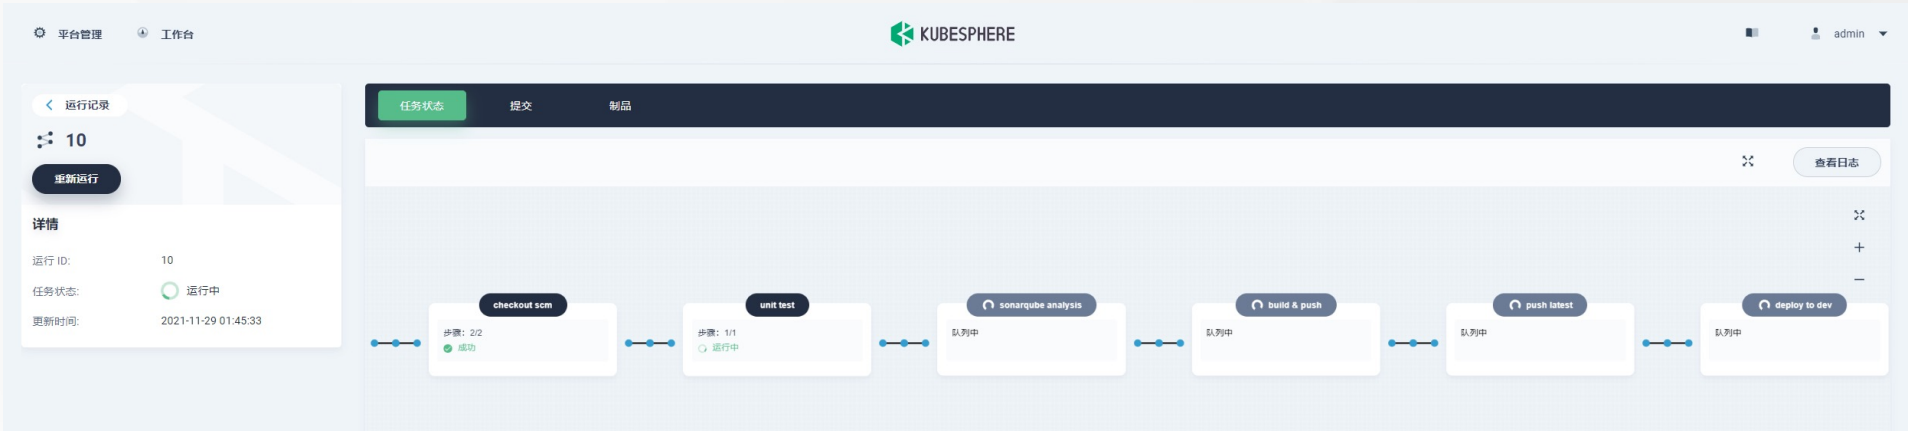 平台管理 工作台 KUBESPHERE admin
运行记录
10
重新运行
详情
运行 ID: 10
任务状态: 运行中
更新时间: 2021-11-29 01:45:33
任务状态 提交 制品
查看日志
checkout scm
步骤：2/2
成功
unit test
步骤：1/1
运行中
sonarqube analysis
队列中
build & push
队列中
push latest
队列中
deploy to dev
队列中